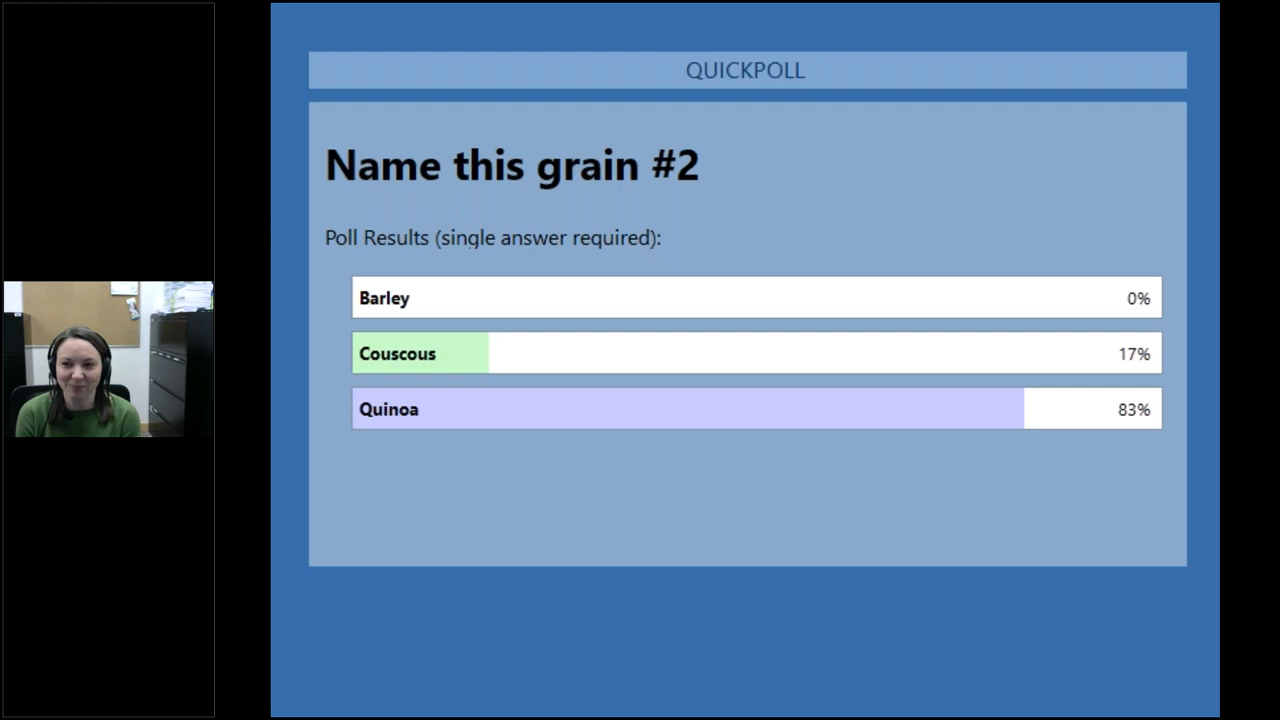 QUICKPOLL
Name this grain #2
Poll Results (single answer required):
Barley 0%
Couscous 17%
Quinoa 83%